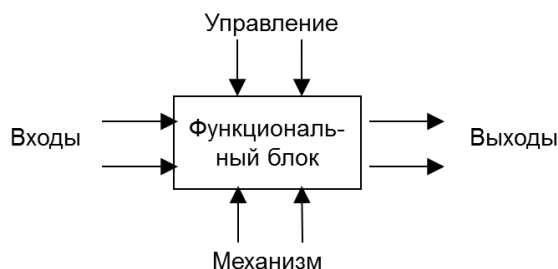 Управление
Входы
Функциональ-
ный блок
Выходы
Механизм